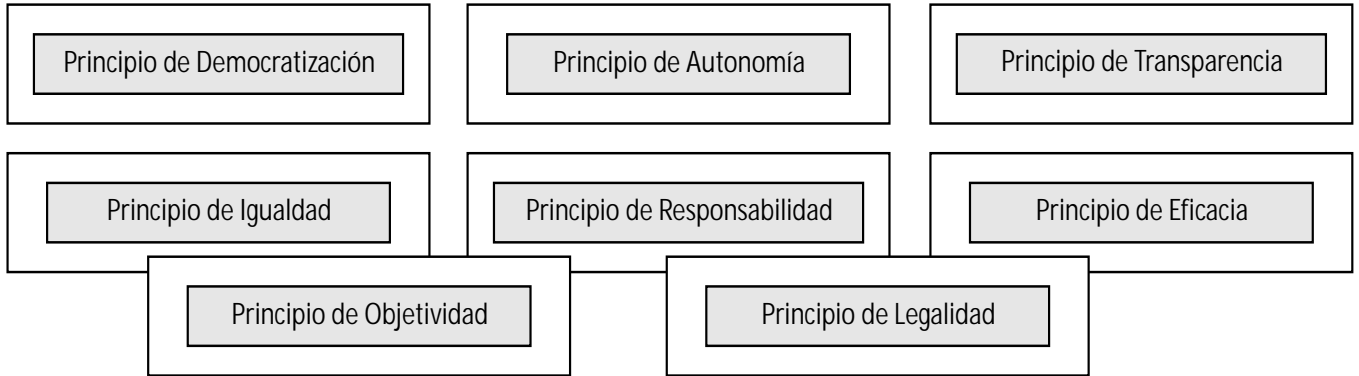 Principio de Democratización
Principio de Autonomía
Principio de Transparencia
Principio de Igualdad
Principio de Responsabilidad
Principio de Eficacia
Principio de Objetividad
Principio de Legalidad